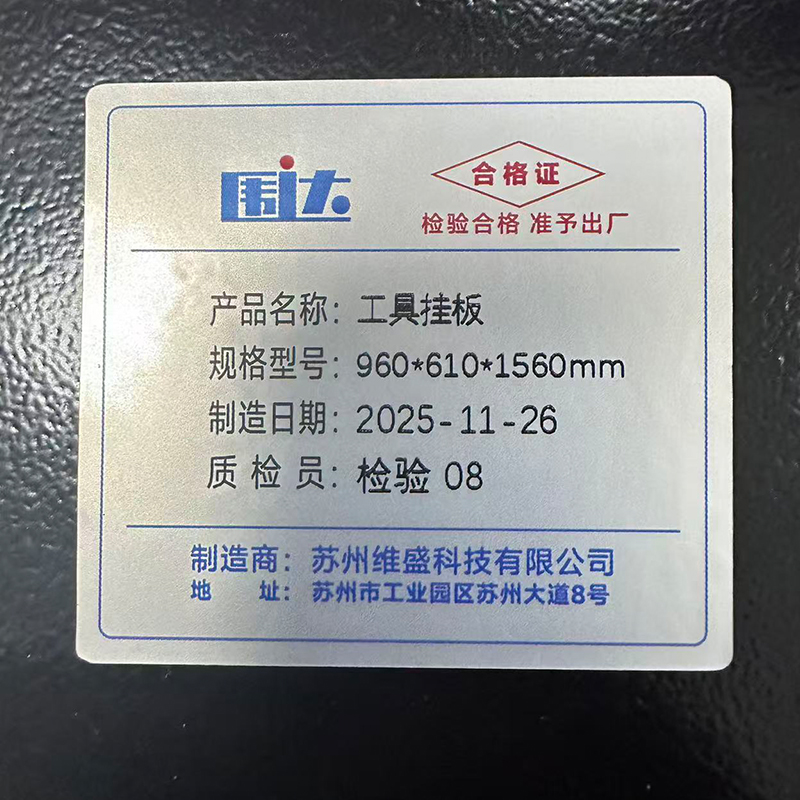 围达
合格证
检验合格 准予出厂
产品名称：工具挂板
规格型号：960*610*1560mm
制造日期：2025-11-26
质检员：检验 08
制造商：苏州维盛科技有限公司
地址：苏州市工业园区苏州大道8号